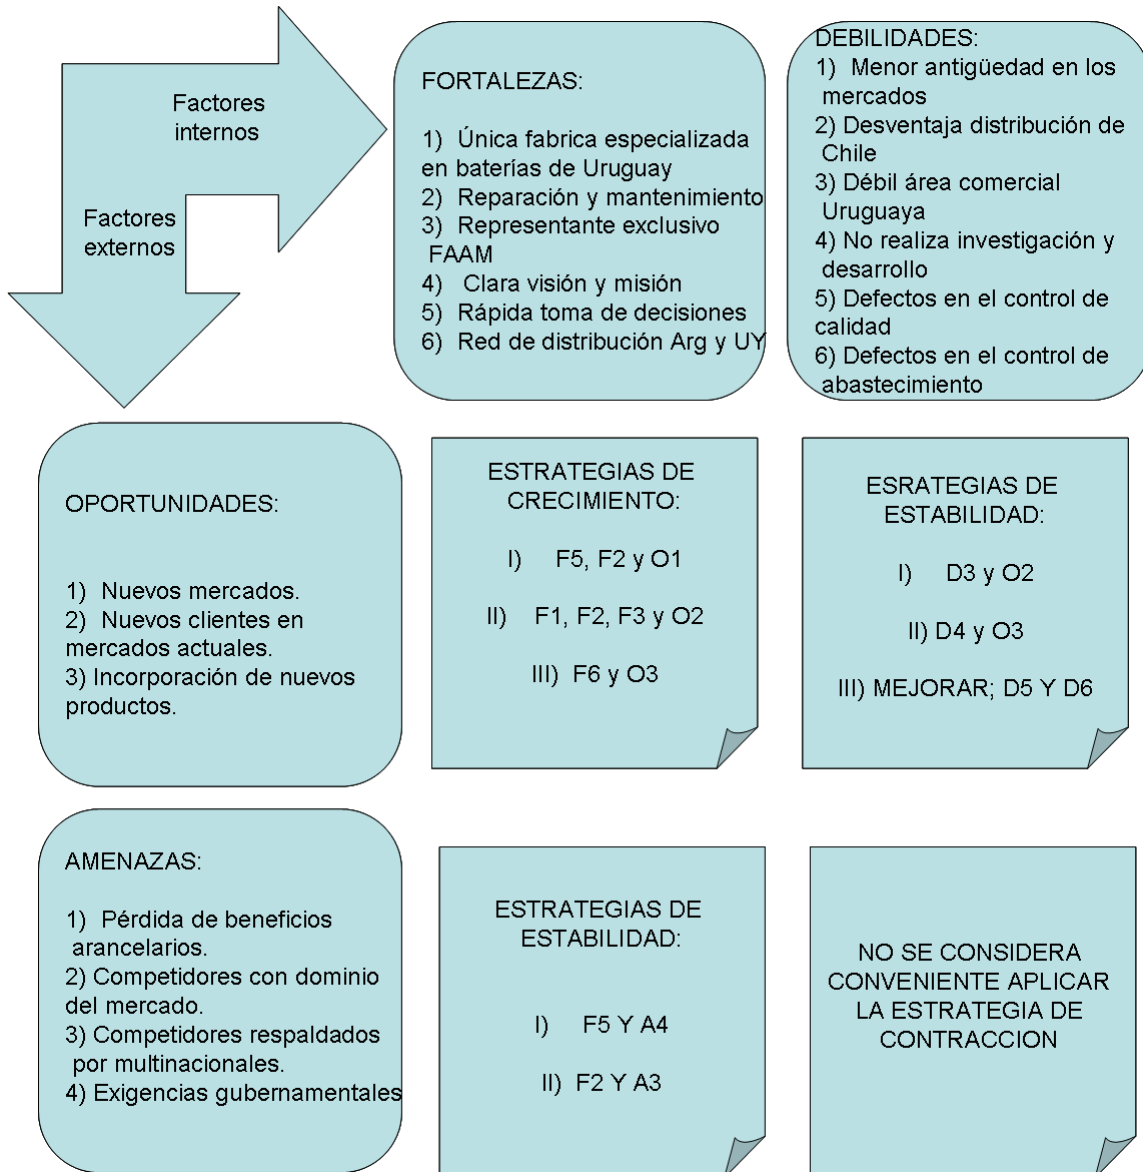 Factores
internos
Factores
externos
FORTALEZAS:
1) Única fabrica especializada
en baterías de Uruguay
2) Reparación y mantenimiento
3) Representante exclusivo
FAAM
4) Clara visión y misión
5) Rápida toma de decisiones
6) Red de distribución Arg y UY
DEBILIDADES:
1) Menor antigüedad en los
mercados
2) Desventaja distribución de
Chile
3) Débil área comercial
Uruguaya
4) No realiza investigación y
desarrollo
5) Defectos en el control de
calidad
6) Defectos en el control de
abastecimiento
OPORTUNIDADES:
1) Nuevos mercados.
2) Nuevos clientes en
mercados actuales.
3) Incorporación de nuevos
productos.
ESTRATEGIAS DE
CRECIMIENTO:
I) F5, F2 y O1
II) F1, F2, F3 y O2
III) F6 y O3
ESRATEGIAS DE
ESTABILIDAD:
I) D3 y O2
II) D4 y O3
III) MEJORAR; D5 Y D6
AMENAZAS:
1) Pérdida de beneficios
arancelarios.
2) Competidores con dominio
del mercado.
3) Competidores respaldados
por multinacionales.
4) Exigencias gubernamentales
ESTRATEGIAS DE
ESTABILIDAD:
I) F5 Y A4
II) F2 Y A3
NO SE CONSIDERA
CONVENIENTE APLICAR
LA ESTRATEGIA DE
CONTRACCION